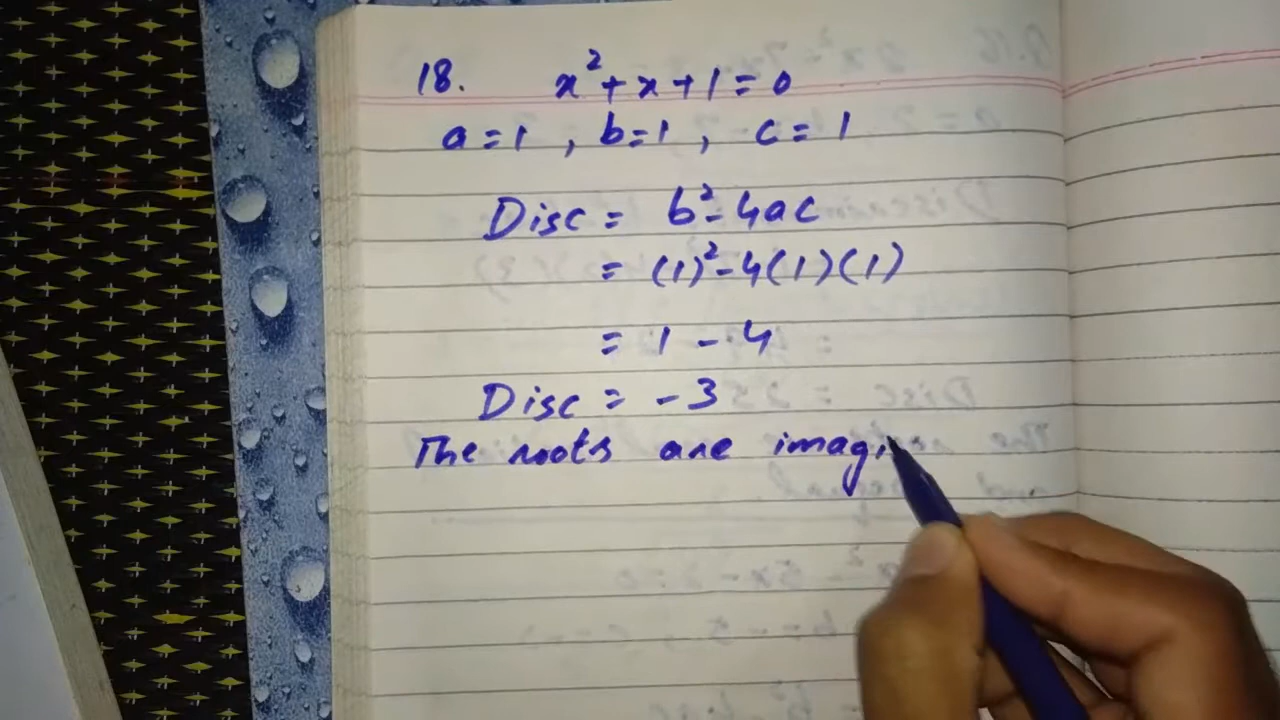 18. x²+x+1=0
a=1 , b=1 , c=1
Disc = b²-4ac
= (1)²-4(1)(1)
= 1 - 4
Disc = -3
The roots are imagi